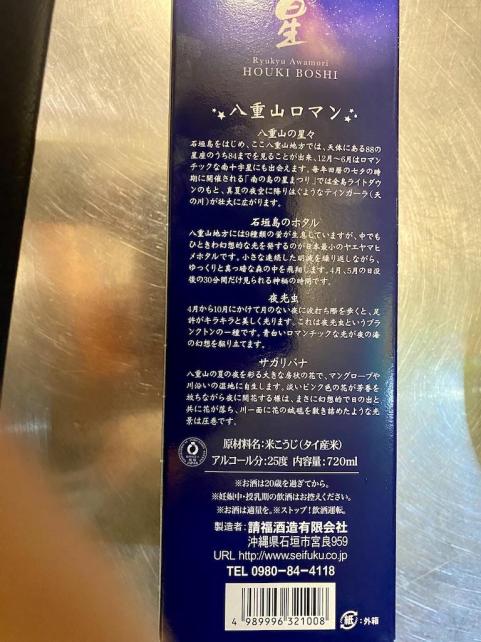 星
Ryukyu Awamori
HOUKI BOSHI
八重山ロマン
八重山の星々
石垣島をはじめ、ここ八重山地方では、天体にある88の
星座のうち84までを見ることが出来、12月〜6月はロマン
チックな南十字星にも出会えます。毎年旧暦の七夕の時
期に開催される「南の島の星まつり」では全島ライトダウ
ンのもと、真夏の夜空に降りほぐようなティンガーラ(天
の川)が壮大に広がります。
石垣島のホタル
八重山地方には9種類の蛍が生息していますが、中でも
ひときわ幻想的な光を発するのが日本最小のヤエヤマヒ
メホタルです。小さな連続した明滅を繰り返しながら、
ゆっくりと真っ暗な森の中を飛翔します。4月、5月の日没
後の30分間だけ見られる神秘の時間です。
夜光虫
4月から10月にかけて月のない夜に波打ち際を歩くと、足
許がキラキラと美しく光ります。これは夜光虫というプラ
ンクトンの一種です。青白いロマンチックな光が夜の海
の幻想を駆り立てます。
サガリバナ
八重山の夏の夜を彩る大きな房状の花で、マングローブや
川沿いの湿地に自生します。淡いピンク色の花が芳香を
放ちながら夜に開花する様は、まさに幻想的で日の出と
共に花が落ち、川一面に花の絨毯を敷き詰めたような光
景は圧巻です。
原材料名:米こうじ(タイ産米)
アルコール分:25度 内容量:720ml
※お酒は20歳を過ぎてから。
※妊娠中・授乳期の飲酒はお控えください。
※お酒は適量を。※ストップ!飲酒運転。
製造者:請福酒造有限会社
沖縄県石垣市宮良959
URL http://www.seifuku.co.jp
TEL 0980-84-4118
4 989996 321008
紙:外箱